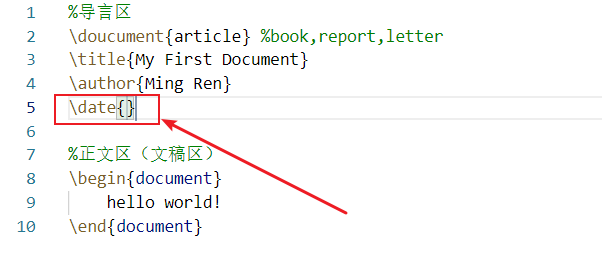 1 %导言区
2 \doucument{article} %book,report,letter
3 \title{My First Document}
4 \author{Ming Ren}
5 \date{}
6
7 %正文区（文稿区）
8 \begin{document}
9 hello world!
10 \end{document}